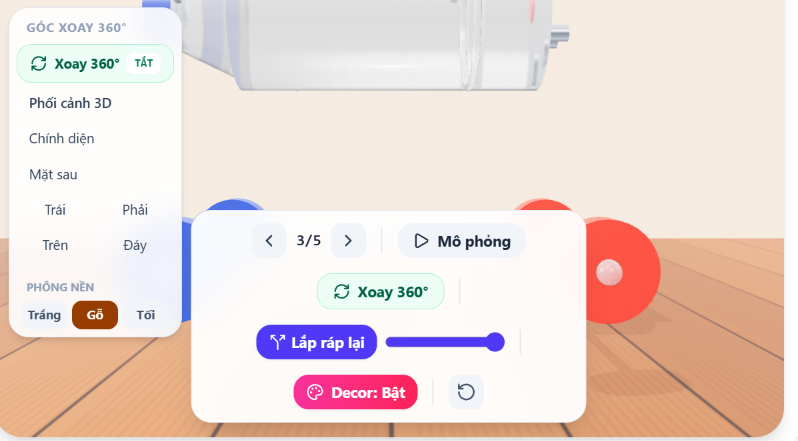 GÓC XOAY 360°
Xoay 360° TẮT
Phối cảnh 3D
Chính diện
Mặt sau
Trái Phải
Trên Đáy
PHÔNG NỀN
Trắng Gỗ Tối
3/5 Mô phỏng
Xoay 360°
Lắp ráp lại
Decor: Bật